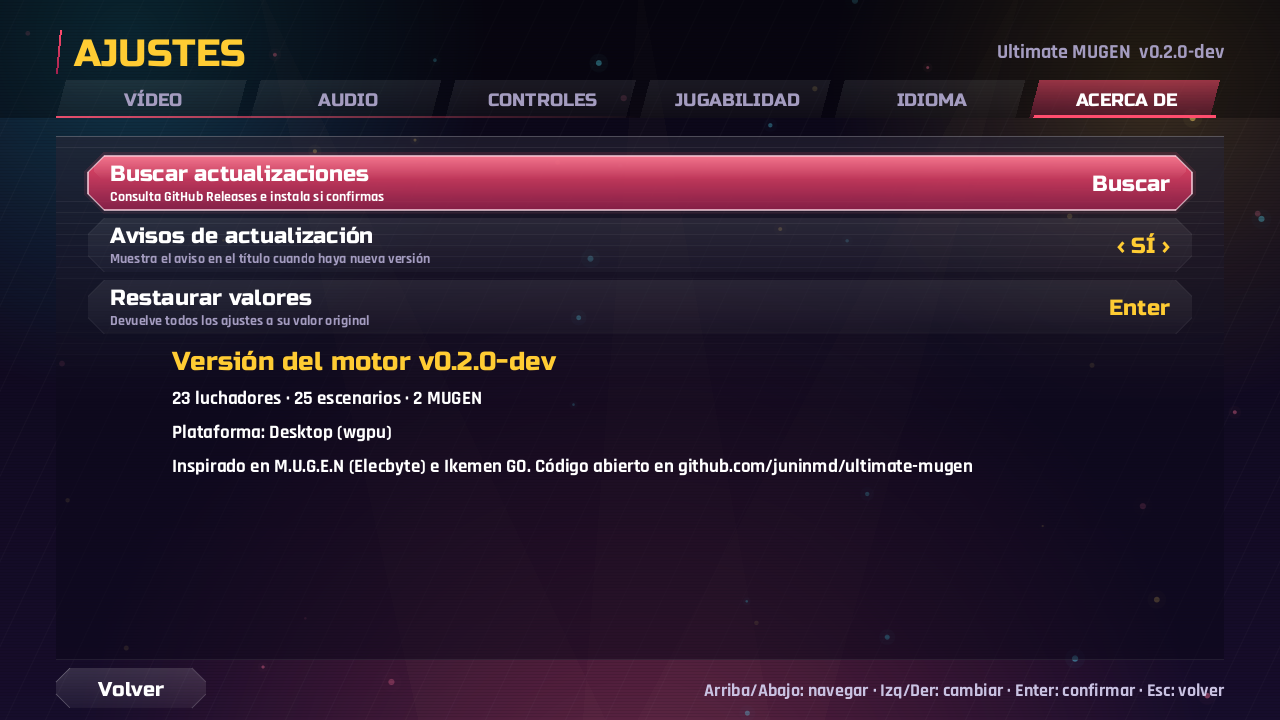 AJUSTES
Ultimate MUGEN v0.2.0-dev
VÍDEO
AUDIO
CONTROLES
JUGABILIDAD
IDIOMA
ACERCA DE
Buscar actualizaciones
Consulta GitHub Releases e instala si confirmas
Buscar
Avisos de actualización
Muestra el aviso en el título cuando haya nueva versión
‹ SÍ ›
Restaurar valores
Devuelve todos los ajustes a su valor original
Enter
Versión del motor v0.2.0-dev
23 luchadores · 25 escenarios · 2 MUGEN
Plataforma: Desktop (wgpu)
Inspirado en M.U.G.E.N (Elecbyte) e Ikemen GO. Código abierto en github.com/juninmd/ultimate-mugen
Volver
Arriba/Abajo: navegar · Izq/Der: cambiar · Enter: confirmar · Esc: volver